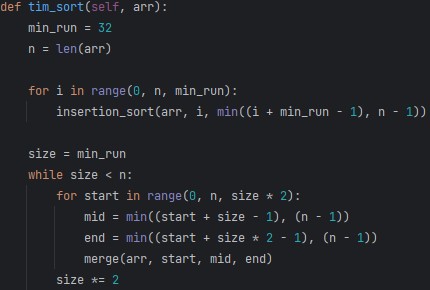 def tim_sort(self, arr):
    min_run = 32
    n = len(arr)

    for i in range(0, n, min_run):
        insertion_sort(arr, i, min((i + min_run - 1), n - 1))

    size = min_run
    while size < n:
        for start in range(0, n, size * 2):
            mid = min((start + size - 1), (n - 1))
            end = min((start + size * 2 - 1), (n - 1))
            merge(arr, start, mid, end)
        size *= 2